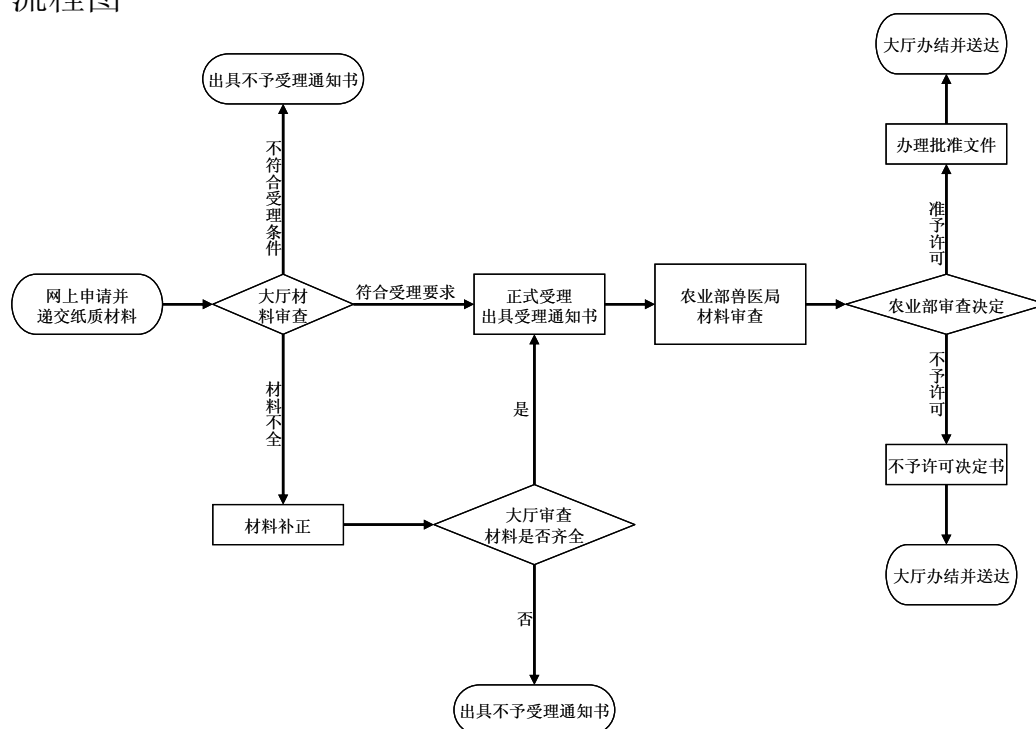 流程图
大厅办结并送达
出具不予受理通知书
办理批准文件
不符合受理条件
准予许可
网上申请并
递交纸质材料
大厅材
料审查
符合受理要求
正式受理
出具受理通知书
农业部兽医局
材料审查
农业部审查决定
不予许可
材料不全
是
不予许可决定书
材料补正
大厅审查
材料是否齐全
大厅办结并送达
否
出具不予受理通知书